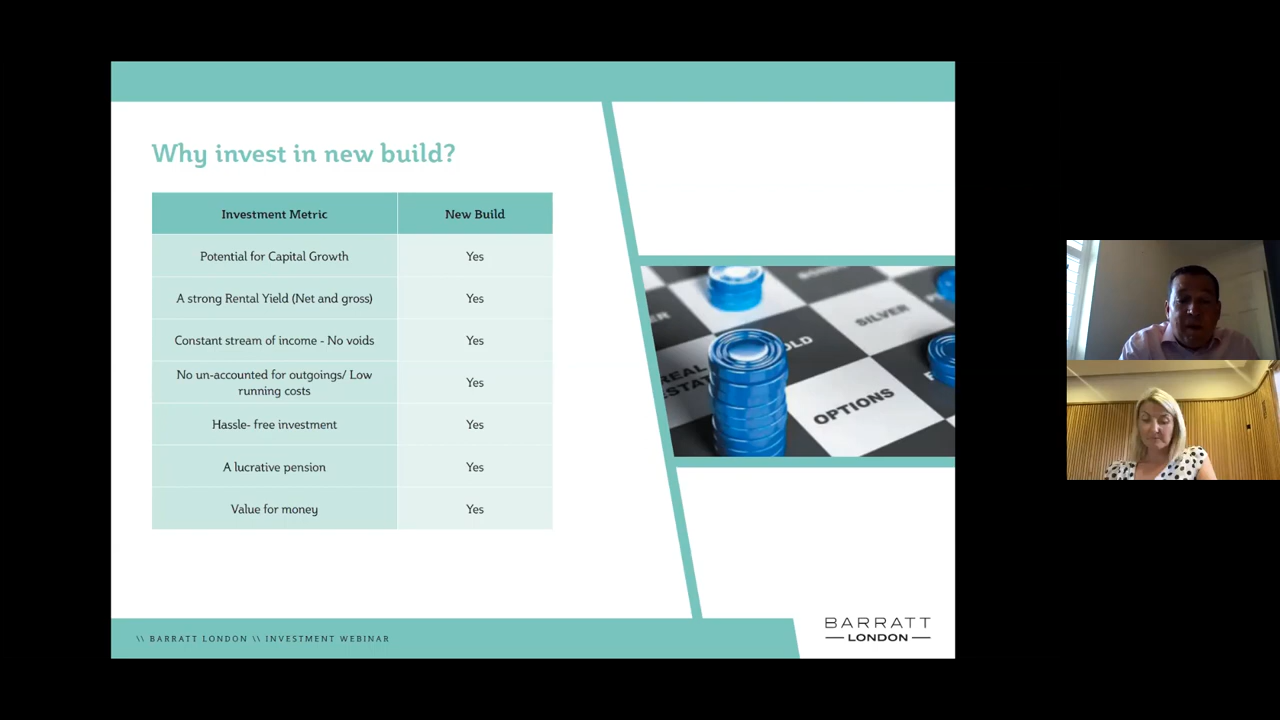 Why invest in new build?
Investment Metric
New Build
Potential for Capital Growth
Yes
A strong Rental Yield (Net and gross)
Yes
Constant stream of income - No voids
Yes
No un-accounted for outgoings/ Low
running costs
Yes
Hassle- free investment
Yes
A lucrative pension
Yes
Value for money
Yes
SILVER
REAL
OPTIONS
\\ BARRATT LONDON \\ INVESTMENT WEBINAR
BARRATT
LONDON